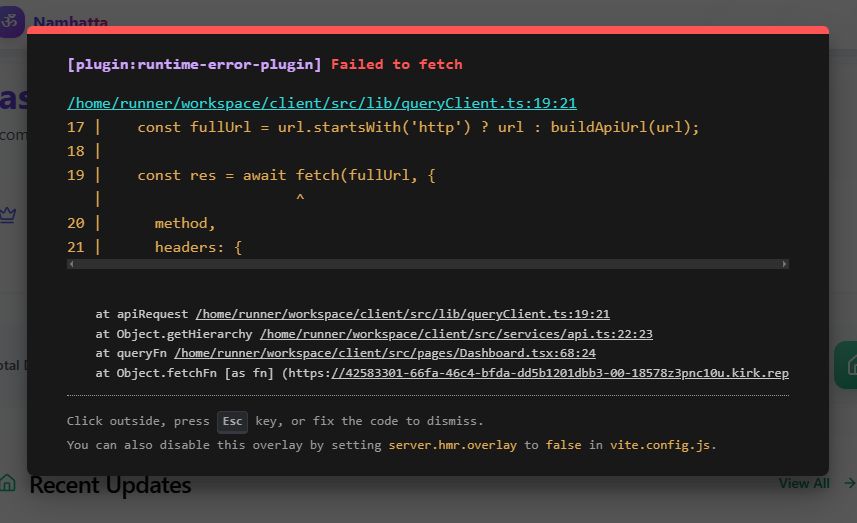 ॐ
Namhatta
[plugin:runtime-error-plugin] Failed to fetch
/home/runner/workspace/client/src/lib/queryClient.ts:19:21
17 |    const fullUrl = url.startsWith('http') ? url : buildApiUrl(url);
18 |
19 |    const res = await fetch(fullUrl, {
   |                            ^
20 |      method,
21 |      headers: {
at apiRequest /home/runner/workspace/client/src/lib/queryClient.ts:19:21
at Object.getHierarchy /home/runner/workspace/client/src/services/api.ts:22:23
at queryFn /home/runner/workspace/client/src/pages/Dashboard.tsx:68:24
at Object.fetchFn [as fn] (https://42583301-66fa-46c4-bfda-dd5b1201dbb3-00-18578z3pnc10u.kirk.rep
Click outside, press Esc key, or fix the code to dismiss.
You can also disable this overlay by setting server.hmr.overlay to false in vite.config.js.
Recent Updates
View All →